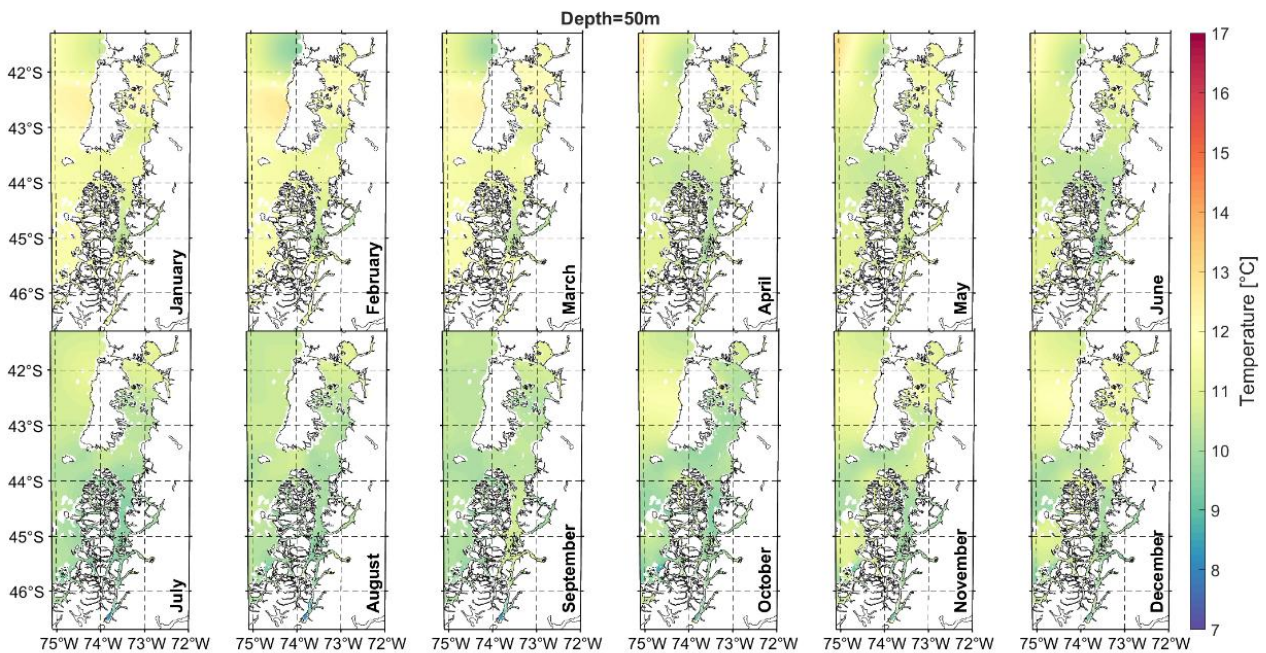 Depth=50m
42°S
43°S
44°S
45°S
46°S
January
February
March
April
May
June
42°S
43°S
44°S
45°S
46°S
July
August
September
October
November
December
75°W 74°W 73°W 72°W
75°W 74°W 73°W 72°W
75°W 74°W 73°W 72°W
75°W 74°W 73°W 72°W
75°W 74°W 73°W 72°W
75°W 74°W 73°W 72°W
17
16
15
14
13
12
11
10
9
8
7
Temperature [°C]